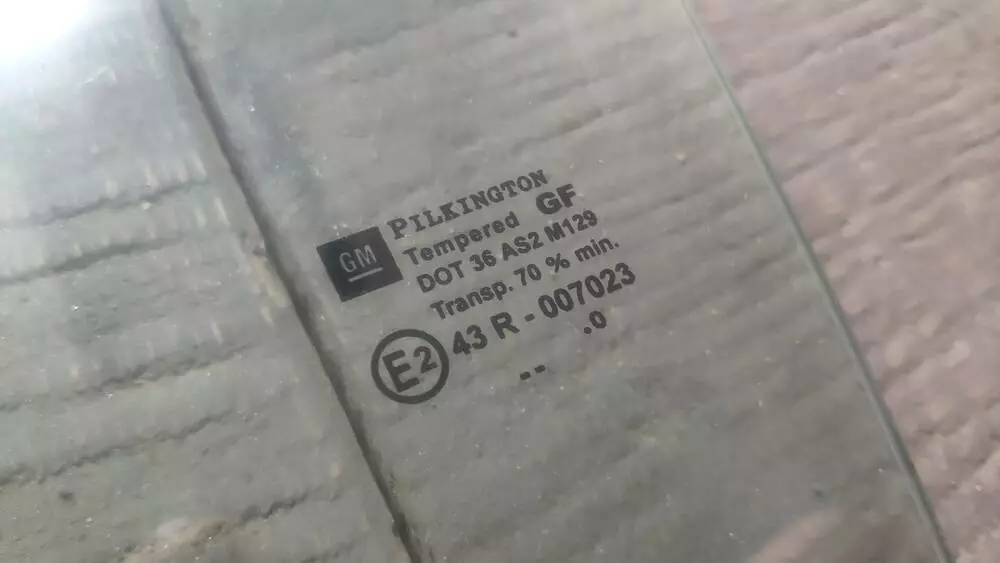 GM
PILKINGTON
Tempered GF
DOT 36 AS2 M129
Transp. 70 % min.
E2 43 R - 007023
.0
--